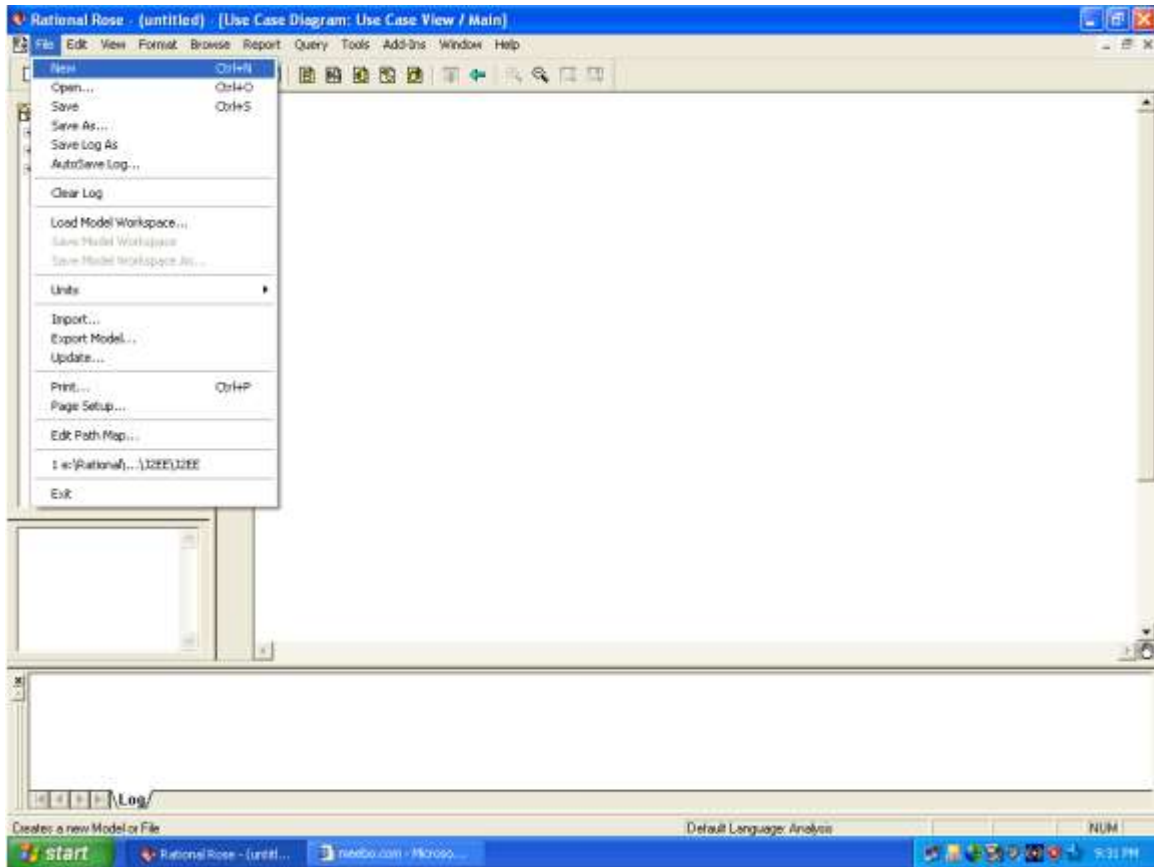 Rational Rose - (untitled) - [Use Case Diagram: Use Case View / Main]
File Edit View Format Browse Report Query Tools Add-Ins Window Help
New Ctrl+N
Open... Ctrl+O
Save Ctrl+S
Save As...
Save Log As
AutoSave Log...
Clear Log
Load Model Workspace...
Save Model Workspace
Save Model Workspace As...
Units
Import...
Export Model...
Update...
Print... Ctrl+P
Page Setup...
Edit Path Map...
1 e:\Rational\...\J2EE\J2EE
Exit
Log
Creates a new Model or File Default Language: Analysis NUM
start Rational Rose - (untitl... meebo.com - Microso... 9:31 PM